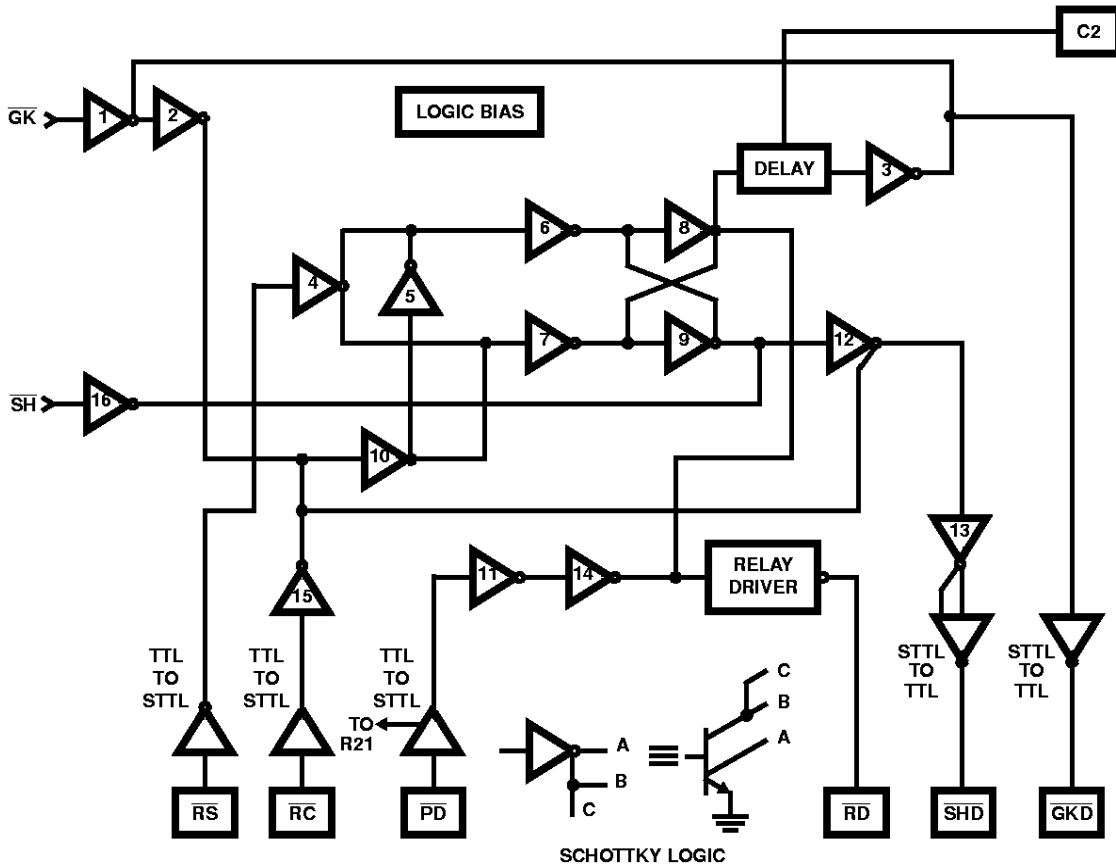 C2
GK
1
2
LOGIC BIAS
DELAY
3
6
8
4
5
7
9
12
SH
16
10
13
11
14
RELAY
DRIVER
15
TTL
TO
STTL
TTL
TO
STTL
TTL
TO
STTL
STTL
TO
TTL
STTL
TO
TTL
TO
R21
A
B
C
C
B
A
RS
RC
PD
RD
SHD
GKD
SCHOTTKY LOGIC